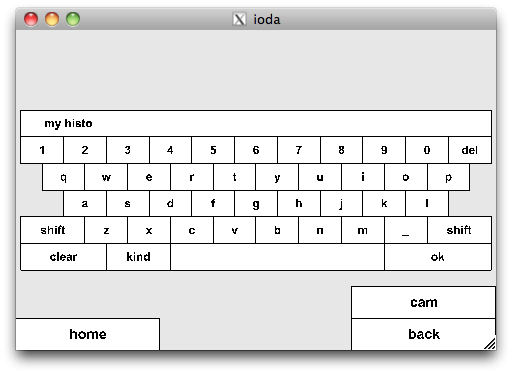 ioda
my histo
1 2 3 4 5 6 7 8 9 0 del
q w e r t y u i o p
a s d f g h j k l
shift z x c v b n m _ shift
clear kind ok
cam
home back